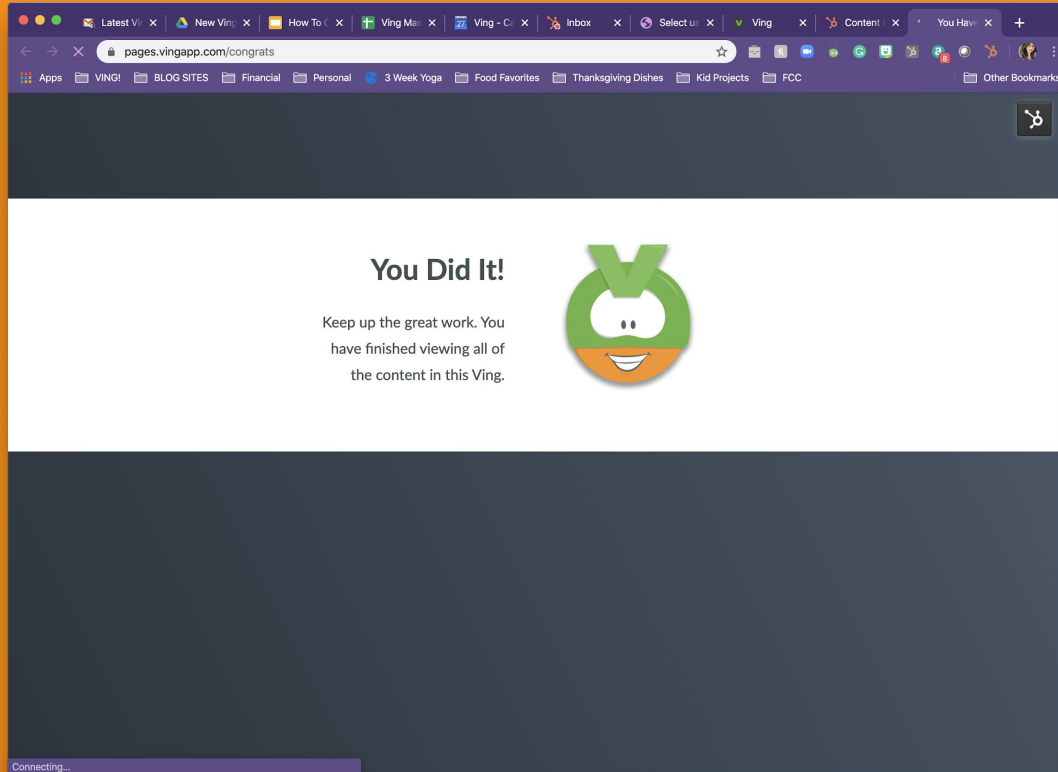 Latest Vi
New Ving
How To C
Ving Mas
27 Ving - Ca
Inbox
Select us
V Ving
Content
You Have
pages.vingapp.com/congrats
8
Apps
VING!
BLOG SITES
Financial
Personal
3 Week Yoga
Food Favorites
Thanksgiving Dishes
Kid Projects
FCC
Other Bookmarks
You Did It!
Keep up the great work. You
have finished viewing all of
the content in this Ving.
Connecting...